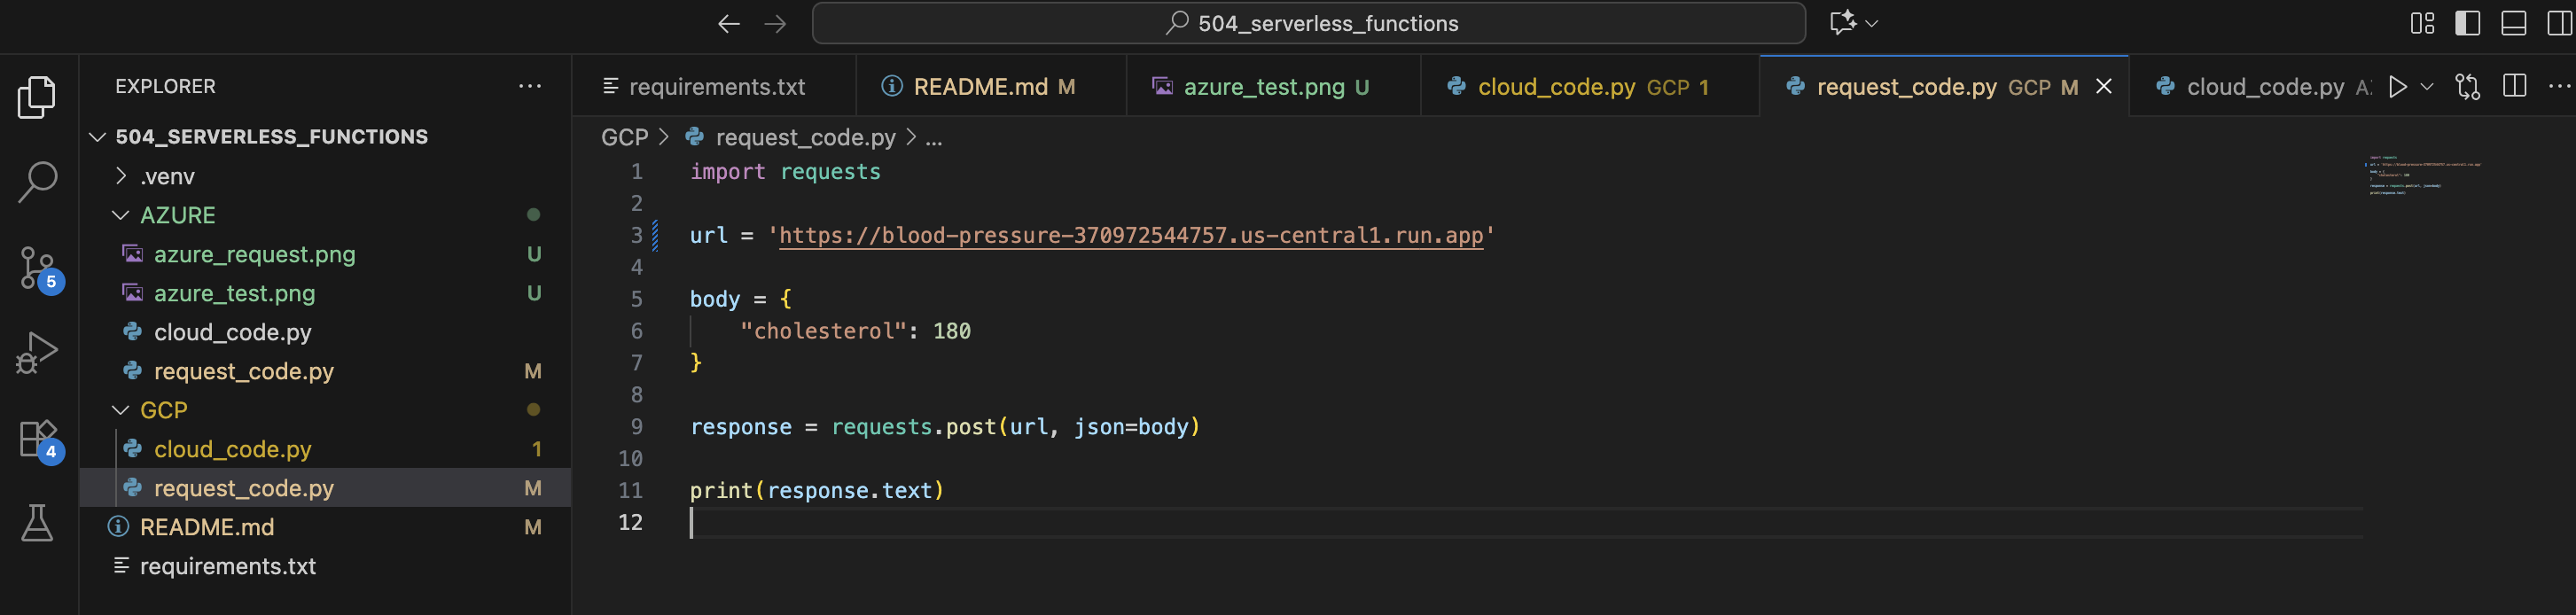 504_serverless_functions
EXPLORER
504_SERVERLESS_FUNCTIONS
.venv
AZURE
azure_request.png U
azure_test.png U
cloud_code.py
request_code.py M
GCP
cloud_code.py 1
request_code.py M
README.md M
requirements.txt
5
4
requirements.txt
README.md M
azure_test.png U
cloud_code.py GCP 1
request_code.py GCP M
cloud_code.py
GCP > request_code.py > ...
1 import requests
2
3 url = 'https://blood-pressure-370972544757.us-central1.run.app'
4
5 body = {
6 "cholesterol": 180
7 }
8
9 response = requests.post(url, json=body)
10
11 print(response.text)
12